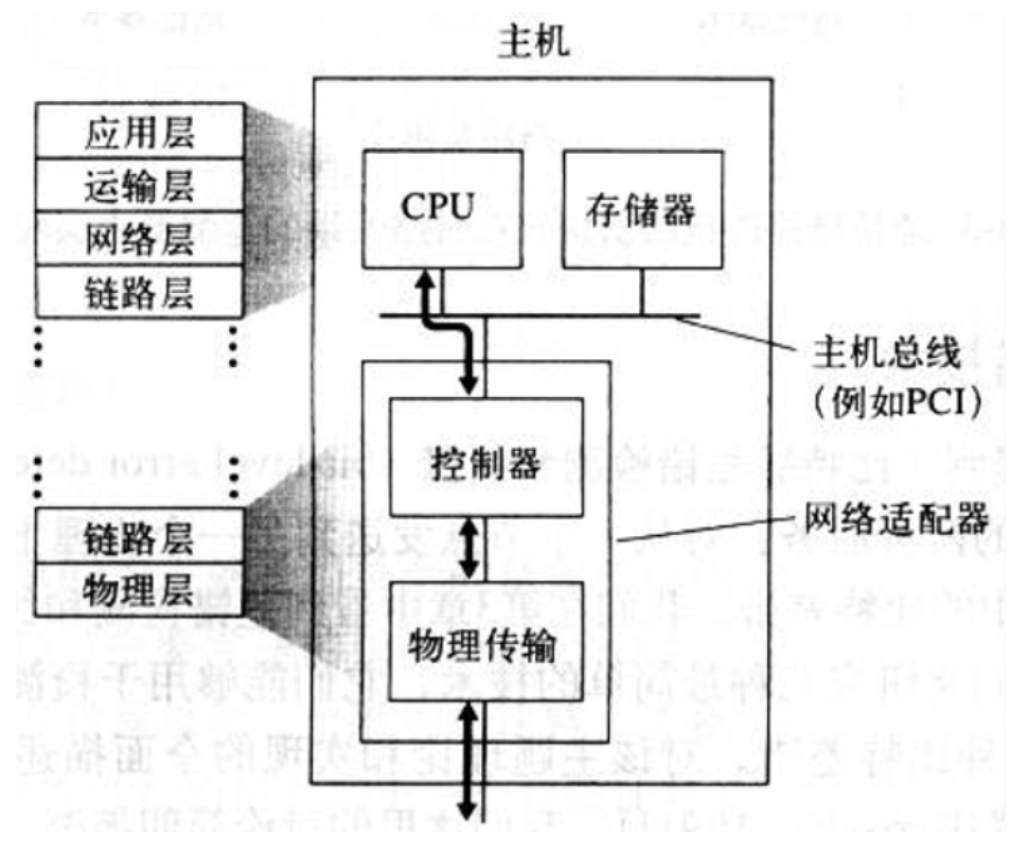 主机
应用层
运输层
网络层
链路层
CPU
存储器
主机总线
（例如PCI）
控制器
网络适配器
链路层
物理层
物理传输